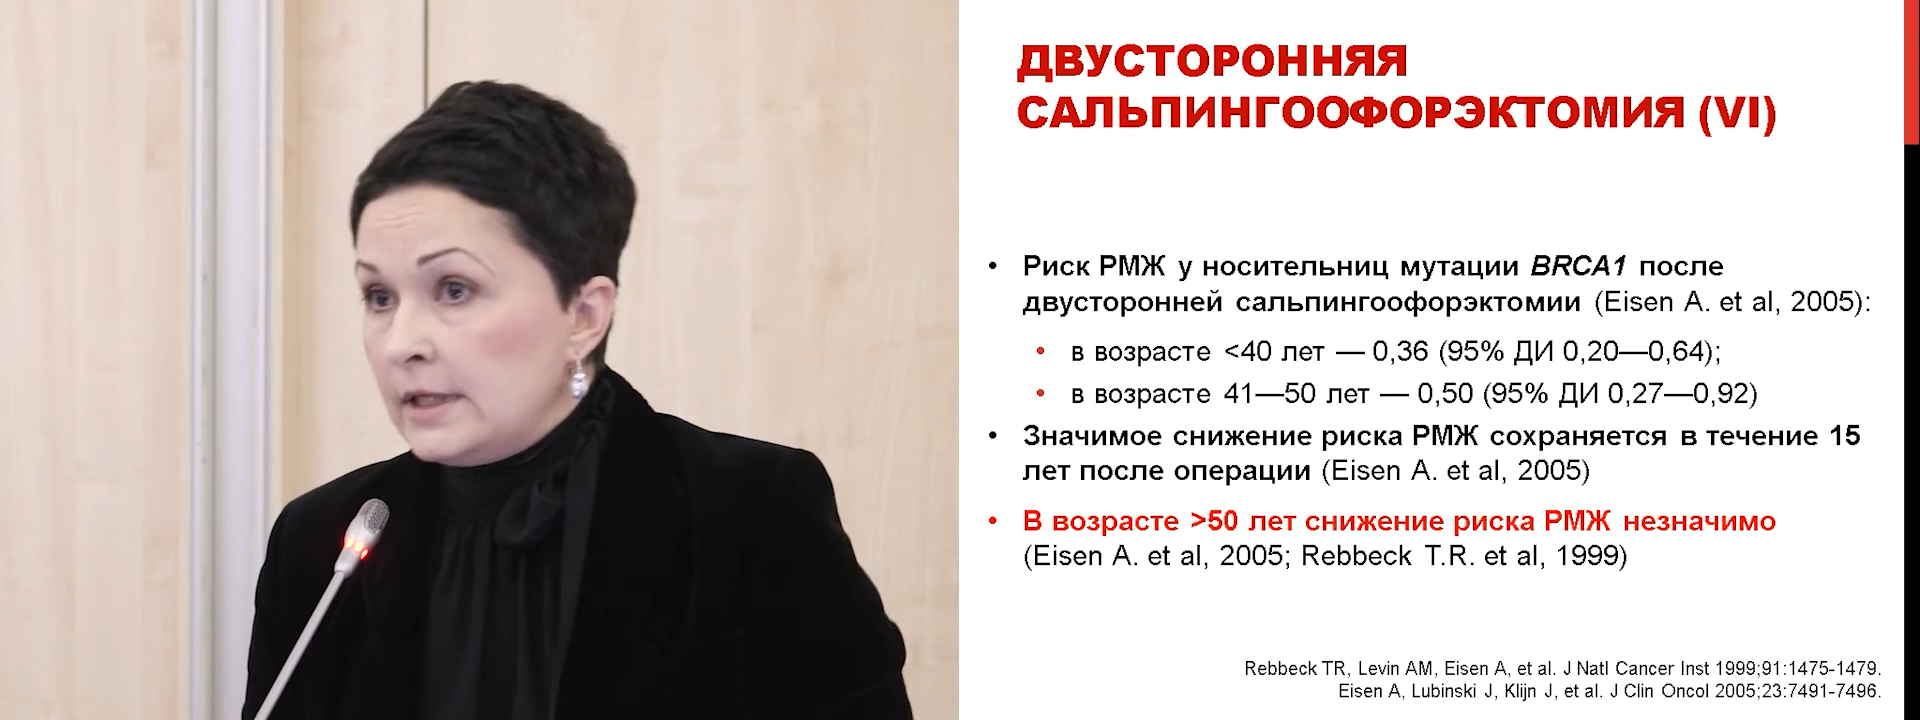 ДВУСТОРОННЯЯ
САЛЬПИНГООФОРЭКТОМИЯ (VI)
• Риск РМЖ у носительниц мутации BRCA1 после
двусторонней сальпингоофорэктомии (Eisen A. et al, 2005):
• в возрасте <40 лет — 0,36 (95% ДИ 0,20—0,64);
• в возрасте 41—50 лет — 0,50 (95% ДИ 0,27—0,92)
• Значимое снижение риска РМЖ сохраняется в течение 15
лет после операции (Eisen A. et al, 2005)
• В возрасте >50 лет снижение риска РМЖ незначимо
(Eisen A. et al, 2005; Rebbeck T.R. et al, 1999)
Rebbeck TR, Levin AM, Eisen A, et al. J Natl Cancer Inst 1999;91:1475-1479.
Eisen A, Lubinski J, Klijn J, et al. J Clin Oncol 2005;23:7491-7496.